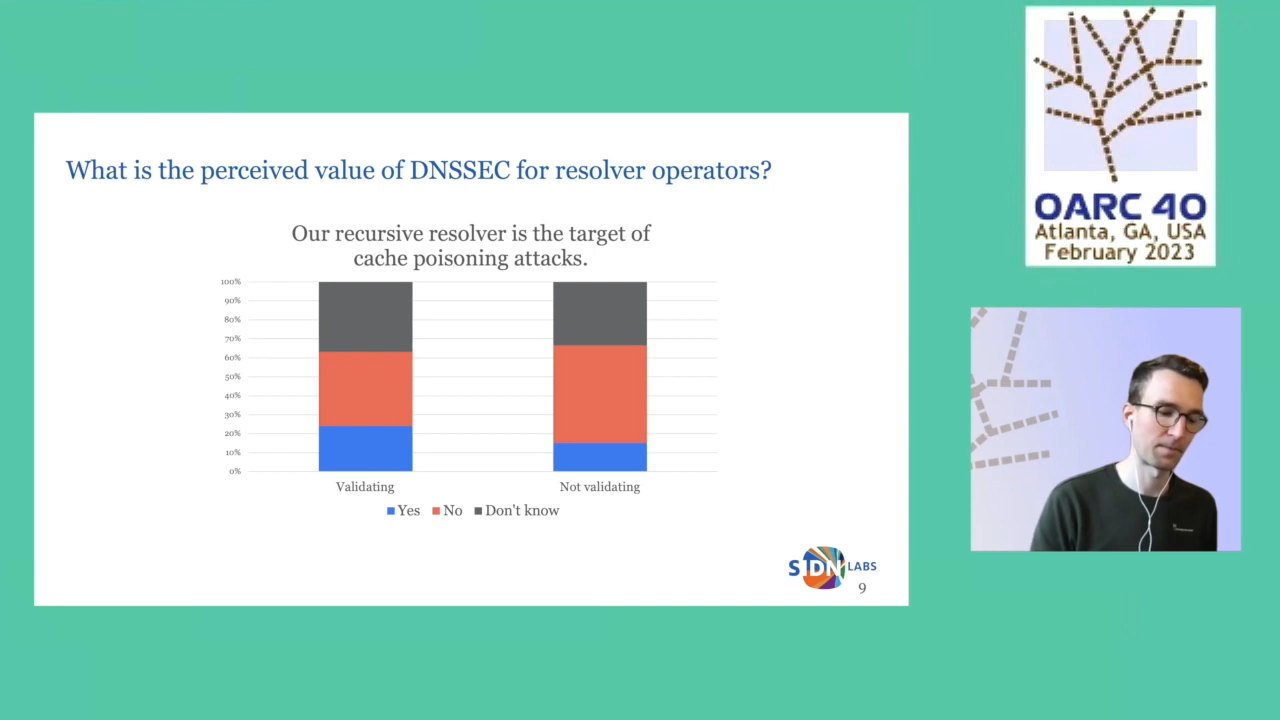 What is the perceived value of DNSSEC for resolver operators?
Our recursive resolver is the target of
cache poisoning attacks.
100%
90%
80%
70%
60%
50%
40%
30%
20%
10%
0%
Validating
Not validating
Yes
No
Don't know
SIDN LABS
9
OARC 40
Atlanta, GA, USA
February 2023